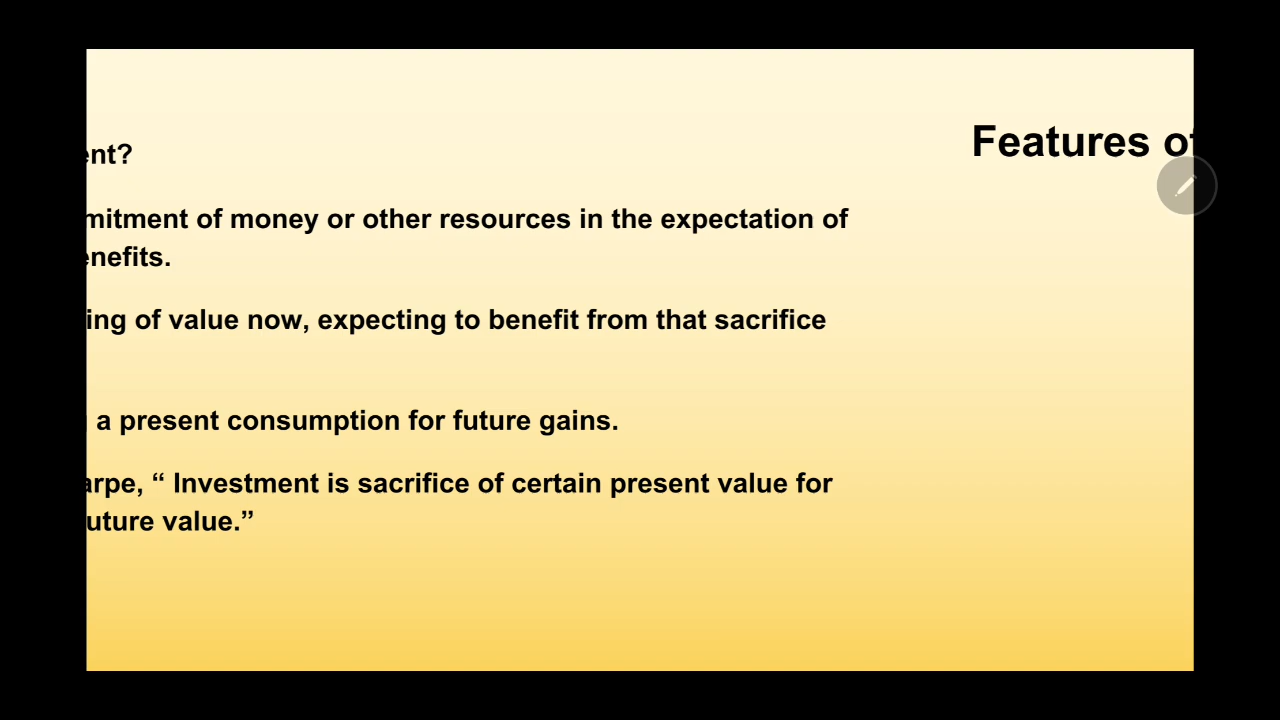 ent?
mitment of money or other resources in the expectation of
enefits.
ing of value now, expecting to benefit from that sacrifice
a present consumption for future gains.
arpe, “ Investment is sacrifice of certain present value for
uture value.”
Features of